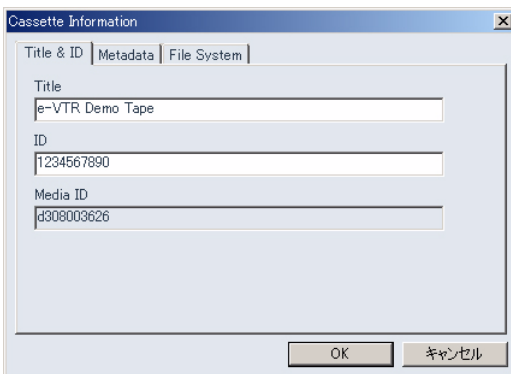 Cassette Information
Title & ID Metadata File System
Title
e-VTR Demo Tape
ID
1234567890
Media ID
d308003626
OK キャンセル